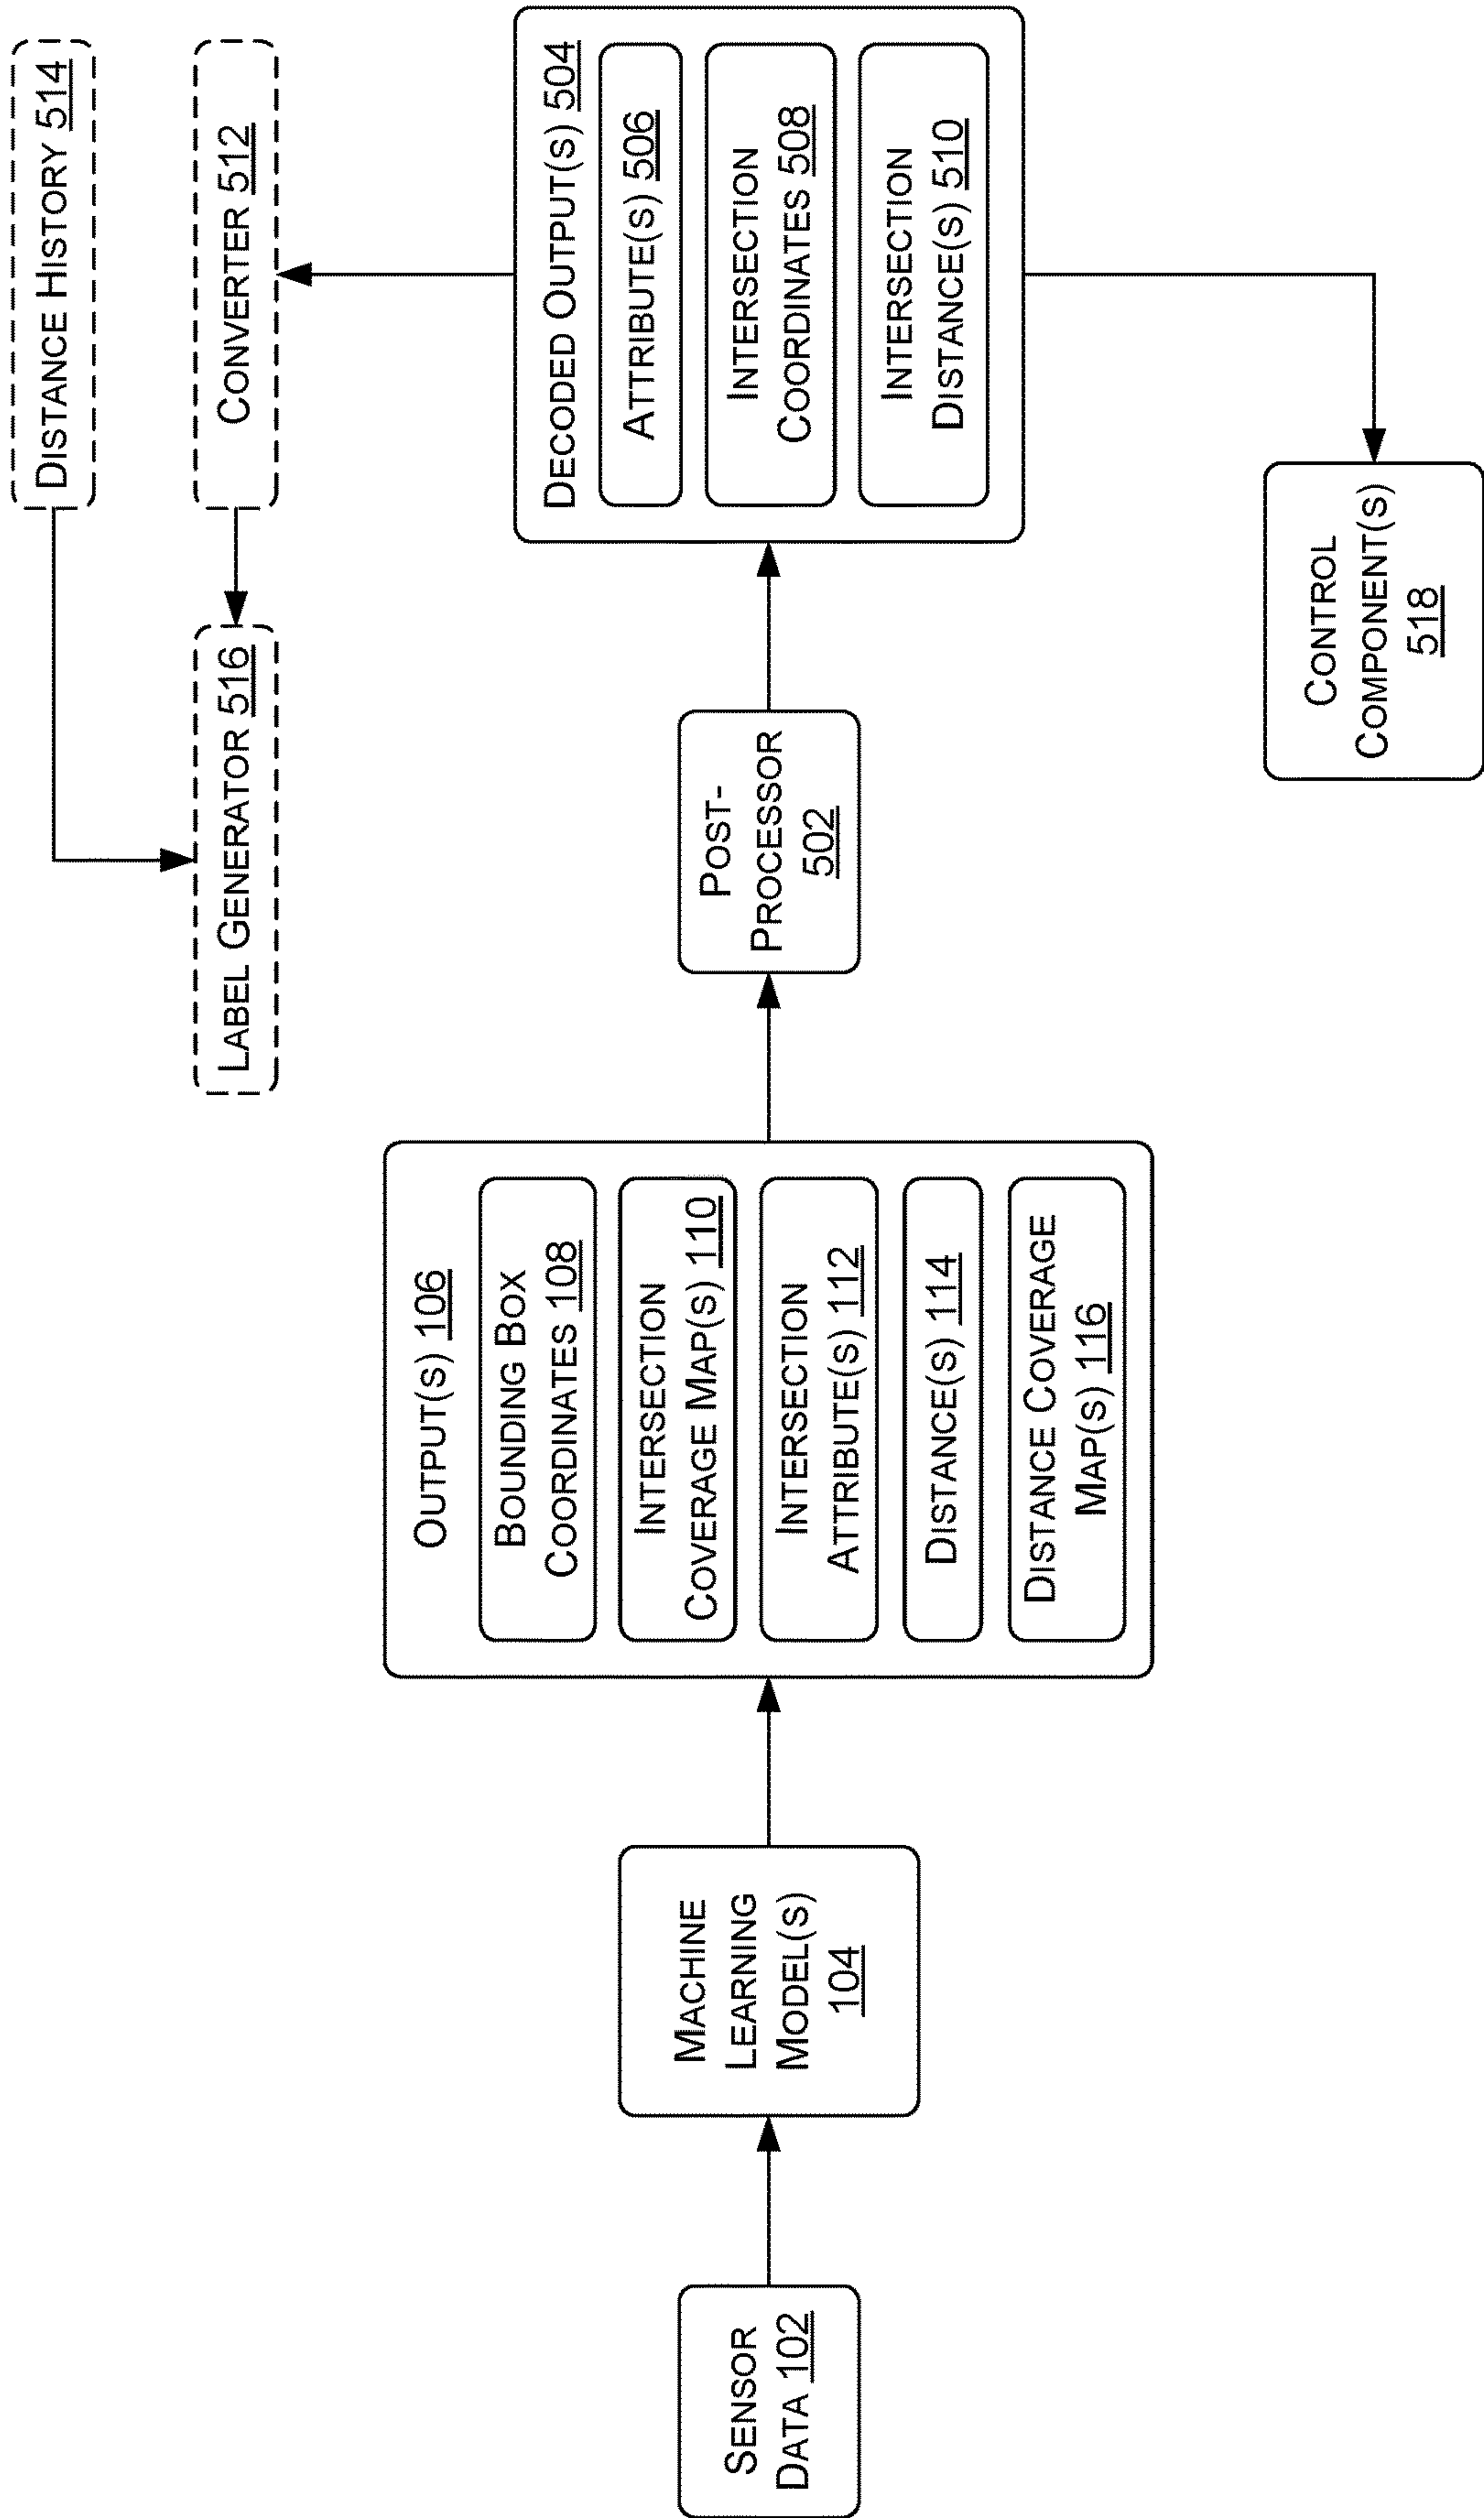 DISTANCE HISTORY 514
LABEL GENERATOR 516
CONVERTER 512
SENSOR
DATA 102
MACHINE
LEARNING
MODEL(S)
104
OUTPUT(S) 106
BOUNDING BOX
COORDINATES 108
INTERSECTION
COVERAGE MAP(S) 110
INTERSECTION
ATTRIBUTE(S) 112
DISTANCE(S) 114
DISTANCE COVERAGE
MAP(S) 116
POST-
PROCESSOR
502
DECODED OUTPUT(S) 504
ATTRIBUTE(S) 506
INTERSECTION
COORDINATES 508
INTERSECTION
DISTANCE(S) 510
CONTROL
COMPONENT(S)
518